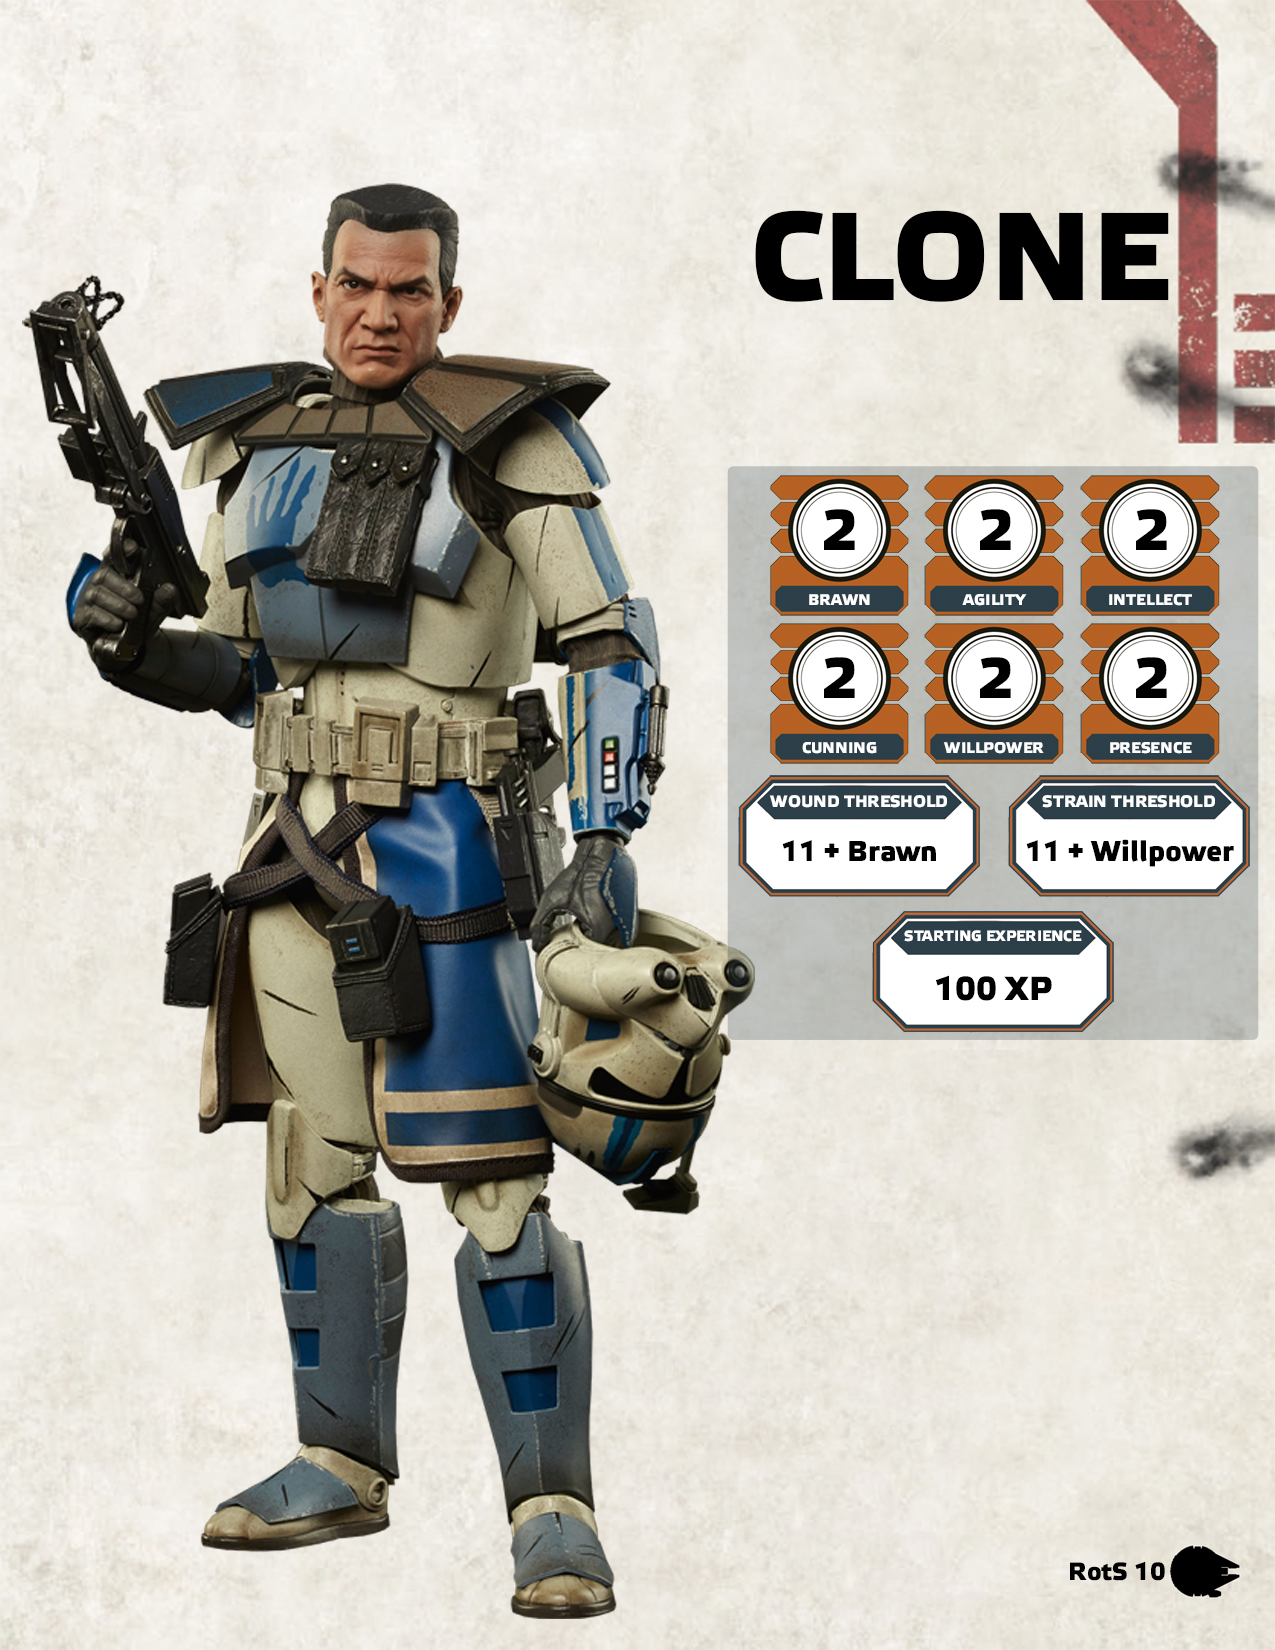 CLONE
2 2 2
BRAWN AGILITY INTELLECT
2 2 2
CUNNING WILLPOWER PRESENCE
WOUND THRESHOLD STRAIN THRESHOLD
11 + Brawn 11 + Willpower
STARTING EXPERIENCE
100 XP
RotS 10